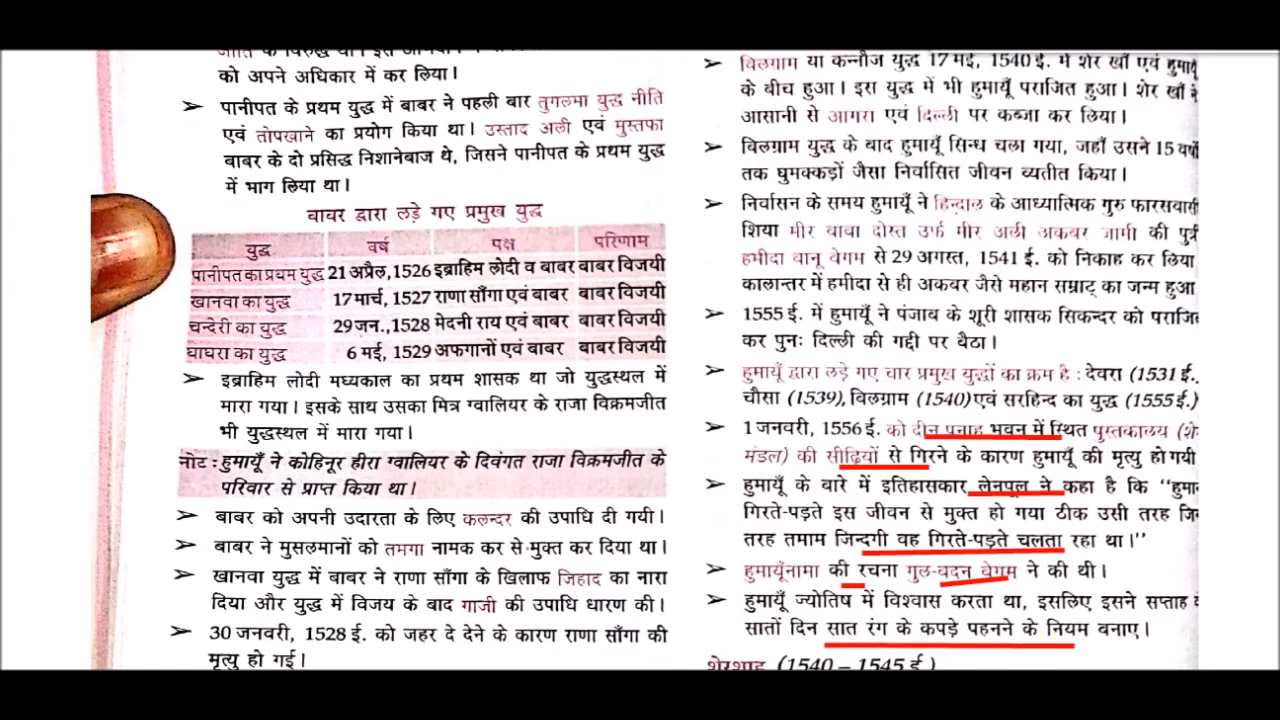 को अपने अधिकार में कर लिया।
➢ पानीपत के प्रथम युद्ध में बाबर ने पहली बार तुगलमा युद्ध नीति
एवं तोपखाने का प्रयोग किया था। उस्ताद अली एवं मुस्तफा
बाबर के दो प्रसिद्ध निशानेबाज थे, जिसने पानीपत के प्रथम युद्ध
में भाग लिया था।
बाबर द्वारा लड़े गए प्रमुख युद्ध
युद्ध वर्ष पक्ष परिणाम
पानीपत का प्रथम युद्ध 21 अप्रैल, 1526 इब्राहिम लोदी व बाबर बाबर विजयी
खानवा का युद्ध 17 मार्च, 1527 राणा साँगा एवं बाबर बाबर विजयी
चन्देरी का युद्ध 29 जन., 1528 मेदनी राय एवं बाबर बाबर विजयी
घाघरा का युद्ध 6 मई, 1529 अफगानों एवं बाबर बाबर विजयी
➢ इब्राहिम लोदी मध्यकाल का प्रथम शासक था जो युद्धस्थल में
मारा गया। इसके साथ उसका मित्र ग्वालियर के राजा विक्रमजीत
भी युद्धस्थल में मारा गया।
नोट: हुमायूँ ने कोहिनूर हीरा ग्वालियर के दिवंगत राजा विक्रमजीत के
परिवार से प्राप्त किया था।
➢ बाबर को अपनी उदारता के लिए कलन्दर की उपाधि दी गयी।
➢ बाबर ने मुसलमानों को तमगा नामक कर से मुक्त कर दिया था।
➢ खानवा युद्ध में बाबर ने राणा साँगा के खिलाफ जिहाद का नारा
दिया और युद्ध में विजय के बाद गाजी की उपाधि धारण की।
➢ 30 जनवरी, 1528 ई. को जहर दे देने के कारण राणा साँगा की
मृत्यु हो गई।
➢ बिलग्राम या कन्नौज युद्ध 17 मई, 1540 ई. में शेर खाँ एवं हुमायूँ
के बीच हुआ। इस युद्ध में भी हुमायूँ पराजित हुआ। शेर खाँ ने
आसानी से आगरा एवं दिल्ली पर कब्जा कर लिया।
➢ बिलग्राम युद्ध के बाद हुमायूँ सिन्ध चला गया, जहाँ उसने 15 वर्षों
तक घुमक्कड़ों जैसा निर्वासित जीवन व्यतीत किया।
➢ निर्वासन के समय हुमायूँ ने हिन्दाल के आध्यात्मिक गुरु फारसवासी
शिया मीर बाबा दोस्त उर्फ मीर अली अकबर जामी की पुत्री
हमीदा बानू बेगम से 29 अगस्त, 1541 ई. को निकाह कर लिया
कालान्तर में हमीदा से ही अकबर जैसे महान सम्राट् का जन्म हुआ
➢ 1555 ई. में हुमायूँ ने पंजाब के शूरी शासक सिकन्दर को पराजित
कर पुनः दिल्ली की गद्दी पर बैठा।
➢ हुमायूँ द्वारा लड़े गए चार प्रमुख युद्धों का क्रम है : देवरा (1531 ई.,
चौसा (1539), बिलग्राम (1540) एवं सरहिन्द का युद्ध (1555 ई.)
➢ 1 जनवरी, 1556 ई. को दीन पनाह भवन में स्थित पुस्तकालय (शेर
मंडल) की सीढ़ियों से गिरने के कारण हुमायूँ की मृत्यु हो गयी
➢ हुमायूँ के बारे में इतिहासकार लेनपूल ने कहा है कि "हुमा
गिरते-पड़ते इस जीवन से मुक्त हो गया ठीक उसी तरह जि
तरह तमाम जिन्दगी वह गिरते-पड़ते चलता रहा था।"
➢ हुमायूँनामा की रचना गुल-बदन बेगम ने की थी।
➢ हुमायूँ ज्योतिष में विश्वास करता था, इसलिए इसने सप्ताह के
सातों दिन सात रंग के कपड़े पहनने के नियम बनाए।
शेरशाह (1540 – 1545 ई.)